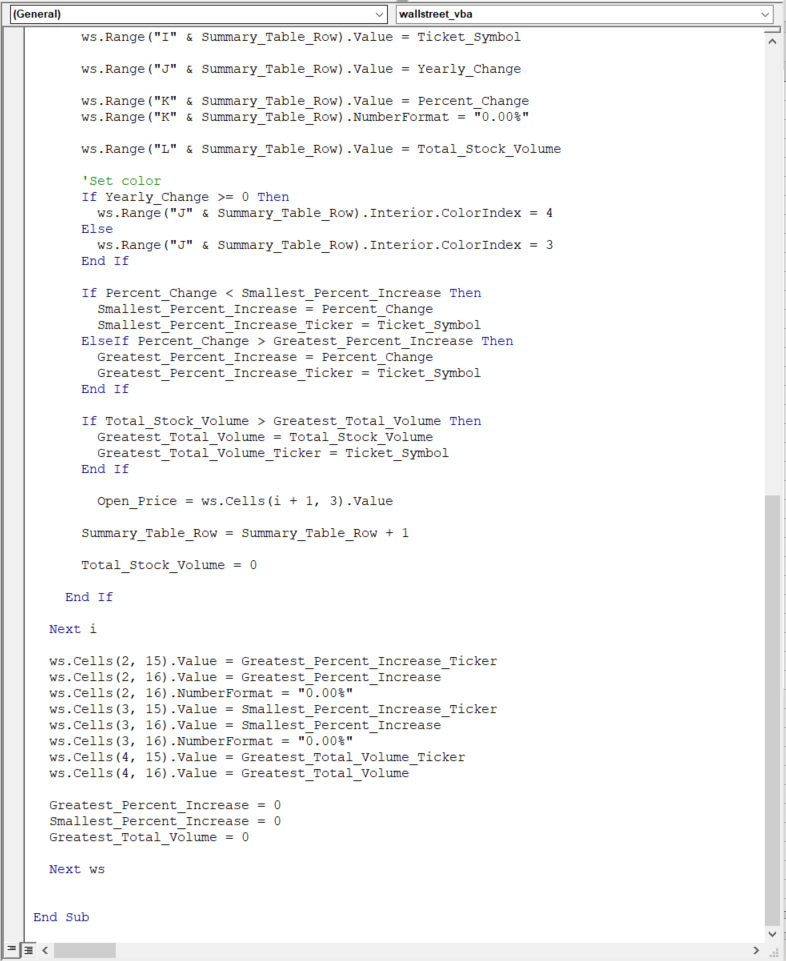 (General)
wallstreet_vba
ws.Range("I" & Summary_Table_Row).Value = Ticket_Symbol
ws.Range("J" & Summary_Table_Row).Value = Yearly_Change
ws.Range("K" & Summary_Table_Row).Value = Percent_Change
ws.Range("K" & Summary_Table_Row).NumberFormat = "0.00%"
ws.Range("L" & Summary_Table_Row).Value = Total_Stock_Volume
'Set color
If Yearly_Change >= 0 Then
ws.Range("J" & Summary_Table_Row).Interior.ColorIndex = 4
Else
ws.Range("J" & Summary_Table_Row).Interior.ColorIndex = 3
End If
If Percent_Change < Smallest_Percent_Increase Then
Smallest_Percent_Increase = Percent_Change
Smallest_Percent_Increase_Ticker = Ticket_Symbol
ElseIf Percent_Change > Greatest_Percent_Increase Then
Greatest_Percent_Increase = Percent_Change
Greatest_Percent_Increase_Ticker = Ticket_Symbol
End If
If Total_Stock_Volume > Greatest_Total_Volume Then
Greatest_Total_Volume = Total_Stock_Volume
Greatest_Total_Volume_Ticker = Ticket_Symbol
End If
Open_Price = ws.Cells(i + 1, 3).Value
Summary_Table_Row = Summary_Table_Row + 1
Total_Stock_Volume = 0
End If
Next i
ws.Cells(2, 15).Value = Greatest_Percent_Increase_Ticker
ws.Cells(2, 16).Value = Greatest_Percent_Increase
ws.Cells(2, 16).NumberFormat = "0.00%"
ws.Cells(3, 15).Value = Smallest_Percent_Increase_Ticker
ws.Cells(3, 16).Value = Smallest_Percent_Increase
ws.Cells(3, 16).NumberFormat = "0.00%"
ws.Cells(4, 15).Value = Greatest_Total_Volume_Ticker
ws.Cells(4, 16).Value = Greatest_Total_Volume
Greatest_Percent_Increase = 0
Smallest_Percent_Increase = 0
Greatest_Total_Volume = 0
Next ws
End Sub